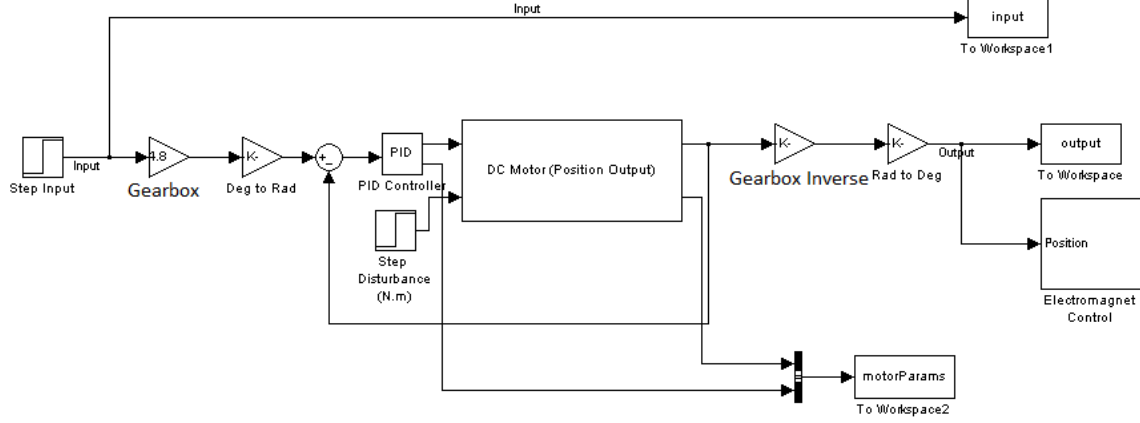 Input
input
To Workspace1
Input
Step Input
4.8
Gearbox
K-
Deg to Rad
+
PID
PID Controller
Step
Disturbance
(N.m)
DC Motor (Position Output)
K-
Gearbox Inverse
K-
Rad to Deg
Output
output
To Workspace
Position
Electromagnet
Control
motorParams
To Workspace2